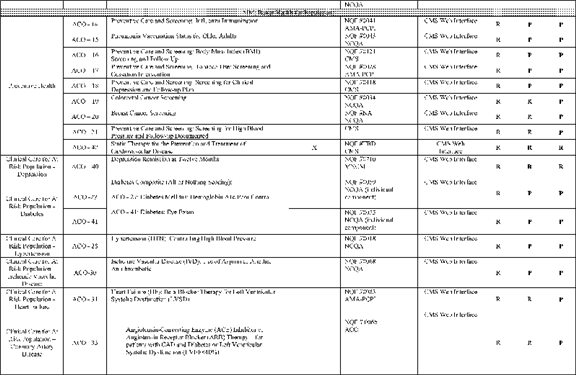 NCQA
AIM: Better Health for Populations
ACO - 14 Preventive Care and Screening: Influenza Immunization NQF #0041 AMA-PCPI CMS Web Interface R P P
ACO - 15 Pneumonia Vaccination Status for Older Adults NQF #0043 NCQA CMS Web Interface R P P
ACO - 16 Preventive Care and Screening: Body Mass Index (BMI) Screening and Follow Up NQF #0421 CMS CMS Web Interface R P P
ACO - 17 Preventive Care and Screening: Tobacco Use: Screening and Cessation Intervention NQF #0028 AMA-PCPI CMS Web Interface R P P
Preventive Health
ACO - 18 Preventive Care and Screening: Screening for Clinical Depression and Follow-up Plan NQF #0418 CMS CMS Web Interface R P P
ACO - 19 Colorectal Cancer Screening NQF #0034 NCQA CMS Web Interface R R P
ACO - 20 Breast Cancer Screening NQF #NA NCQA CMS Web Interface R R P
ACO - 21 Preventive Care and Screening: Screening for High Blood Pressure and Follow-up Documented CMS CMS Web Interface R R P
ACO - 42 Statin Therapy for the Prevention and Treatment of Cardiovascular Disease X NQF #TBD CMS CMS Web Interface R R R
Clinical Care for At Risk Population - Depression
ACO - 40 Depression Remission at Twelve Months NQF #0710 MNCM CMS Web Interface R R R
Clinical Care for At Risk Population - Diabetes
Diabetes Composite (All or Nothing Scoring):
ACO - 27: Diabetes Mellitus: Hemoglobin A1c Poor Control
ACO -27 NQF #0059 NCQA (individual component) CMS Web Interface R P P
ACO - 41: Diabetes: Eye Exam
ACO - 41 NQF #0055 NCQA (individual component) CMS Web Interface R P P
Clinical Care for At Risk Population - Hypertension
ACO - 28 Hypertension (HTN): Controlling High Blood Pressure NQF #0018 NCQA CMS Web Interface R P P
Clinical Care for At Risk Population - Ischemic Vascular Disease
ACO-30 Ischemic Vascular Disease (IVD): Use of Aspirin or Another Antithrombotic NQF #0068 NCQA CMS Web Interface R P P
Clinical Care for At Risk Population - Heart Failure
ACO - 31 Heart Failure (HF): Beta-Blocker Therapy for Left Ventricular Systolic Dysfunction (LVSD) NQF #0083 AMA-PCPI CMS Web Interface R R P
Clinical Care for At Risk Population - Coronary Artery Disease
ACO - 33 Angiotensin-Converting Enzyme (ACE) Inhibitor or Angiotensin Receptor Blocker (ARB) Therapy - for patients with CAD and Diabetes or Left Ventricular Systolic Dysfunction (LVEF<40%) NQF # 0066 ACC CMS Web Interface R R P